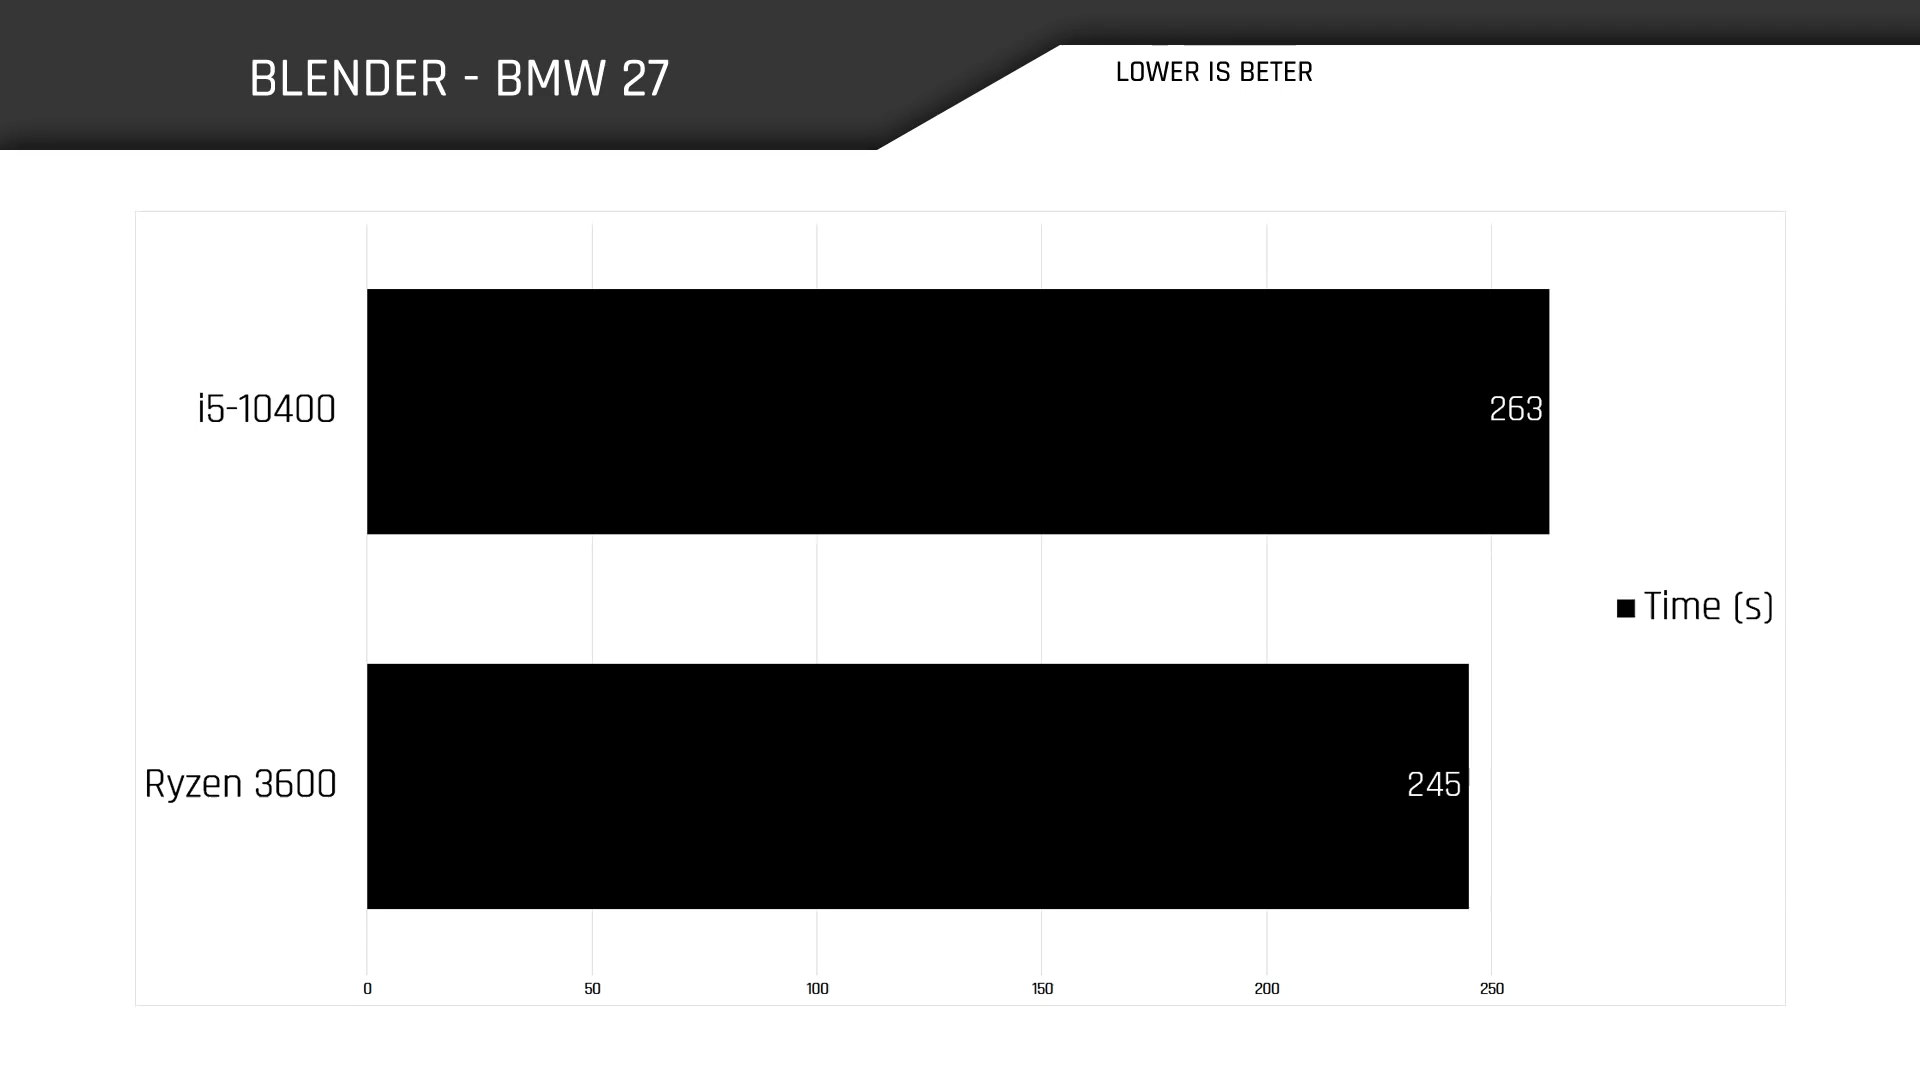 BLENDER - BMW 27
LOWER IS BETER
i5-10400
263
Time (s)
Ryzen 3600
245
0 50 100 150 200 250